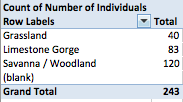 Count of Number of Individuals
Row Labels Total
Grassland 40
Limestone Gorge 83
Savanna / Woodland 120
(blank)
Grand Total 243